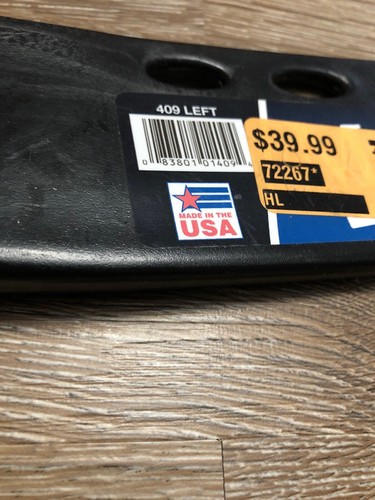 409 LEFT
0 83801 01409
$39.99
72267*
HL
MADE IN THE
USA